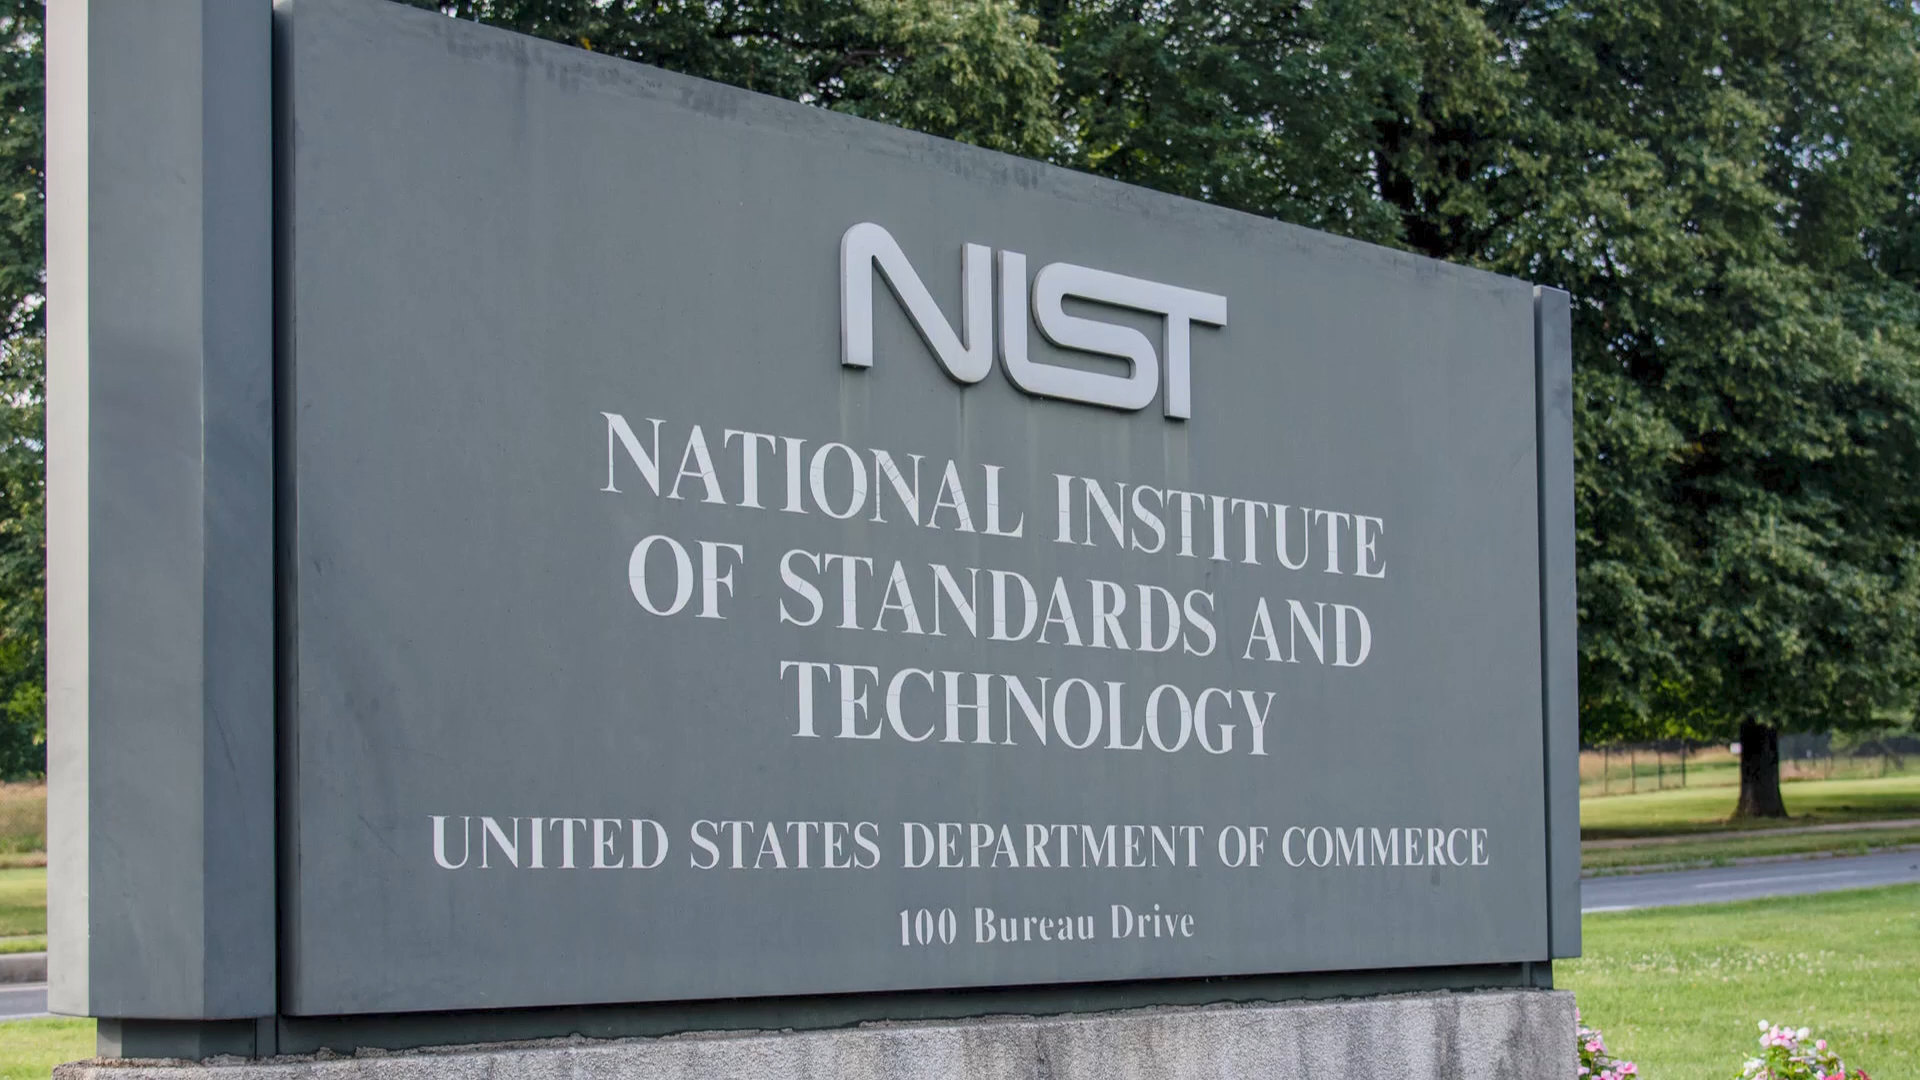 NIST
NATIONAL INSTITUTE
OF STANDARDS AND
TECHNOLOGY
UNITED STATES DEPARTMENT OF COMMERCE
100 Bureau Drive